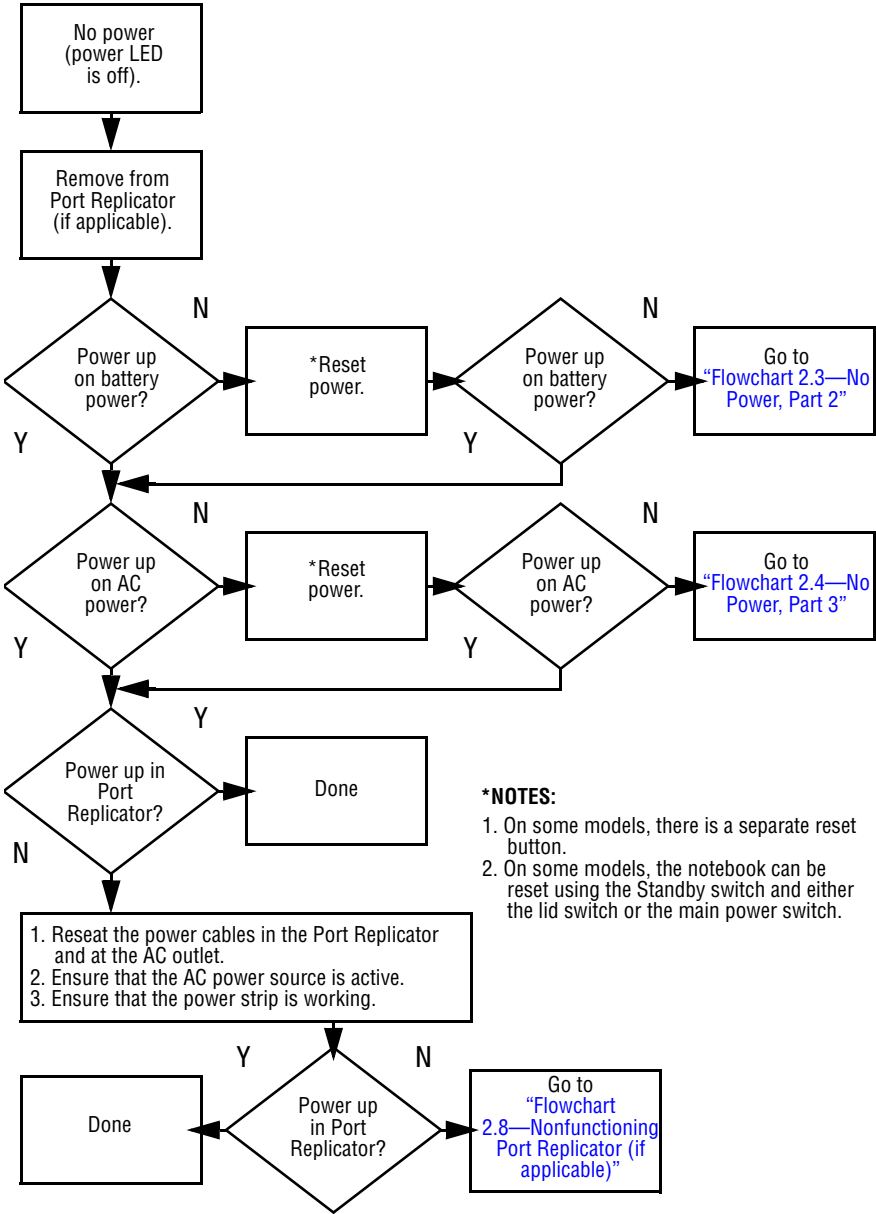 No power
(power LED
is off).
Remove from
Port Replicator
(if applicable).
N
N
Power up
on battery
power?
*Reset
power.
Power up
on battery
power?
Go to
“Flowchart 2.3—No
Power, Part 2”
Y
Y
N
N
Power up
on AC
power?
*Reset
power.
Power up
on AC
power?
Go to
“Flowchart 2.4—No
Power, Part 3”
Y
Y
Y
Power up in
Port
Replicator?
Done
N
*NOTES:
1. On some models, there is a separate reset
button.
2. On some models, the notebook can be
reset using the Standby switch and either
the lid switch or the main power switch.
1. Reseat the power cables in the Port Replicator
and at the AC outlet.
2. Ensure that the AC power source is active.
3. Ensure that the power strip is working.
Y
N
Done
Power up
in Port
Replicator?
Go to
“Flowchart
2.8—Nonfunctioning
Port Replicator (if
applicable)”